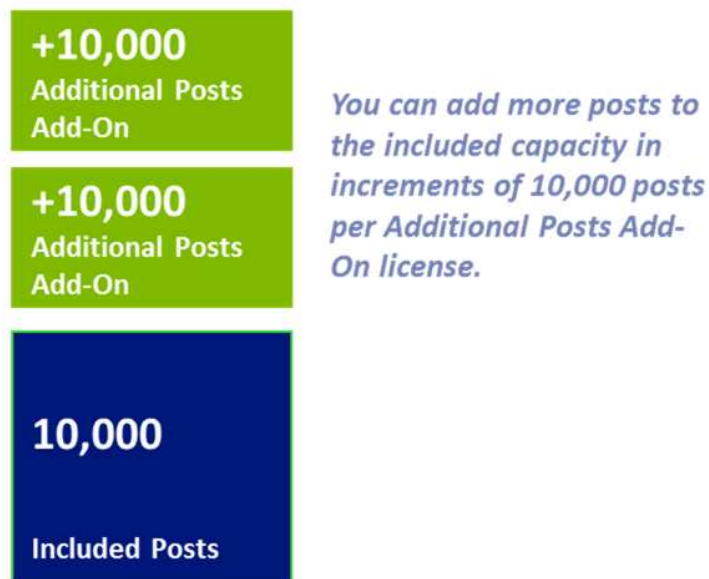 +10,000
Additional Posts
Add-On
+10,000
Additional Posts
Add-On
10,000
Included Posts
You can add more posts to
the included capacity in
increments of 10,000 posts
per Additional Posts Add-
On license.